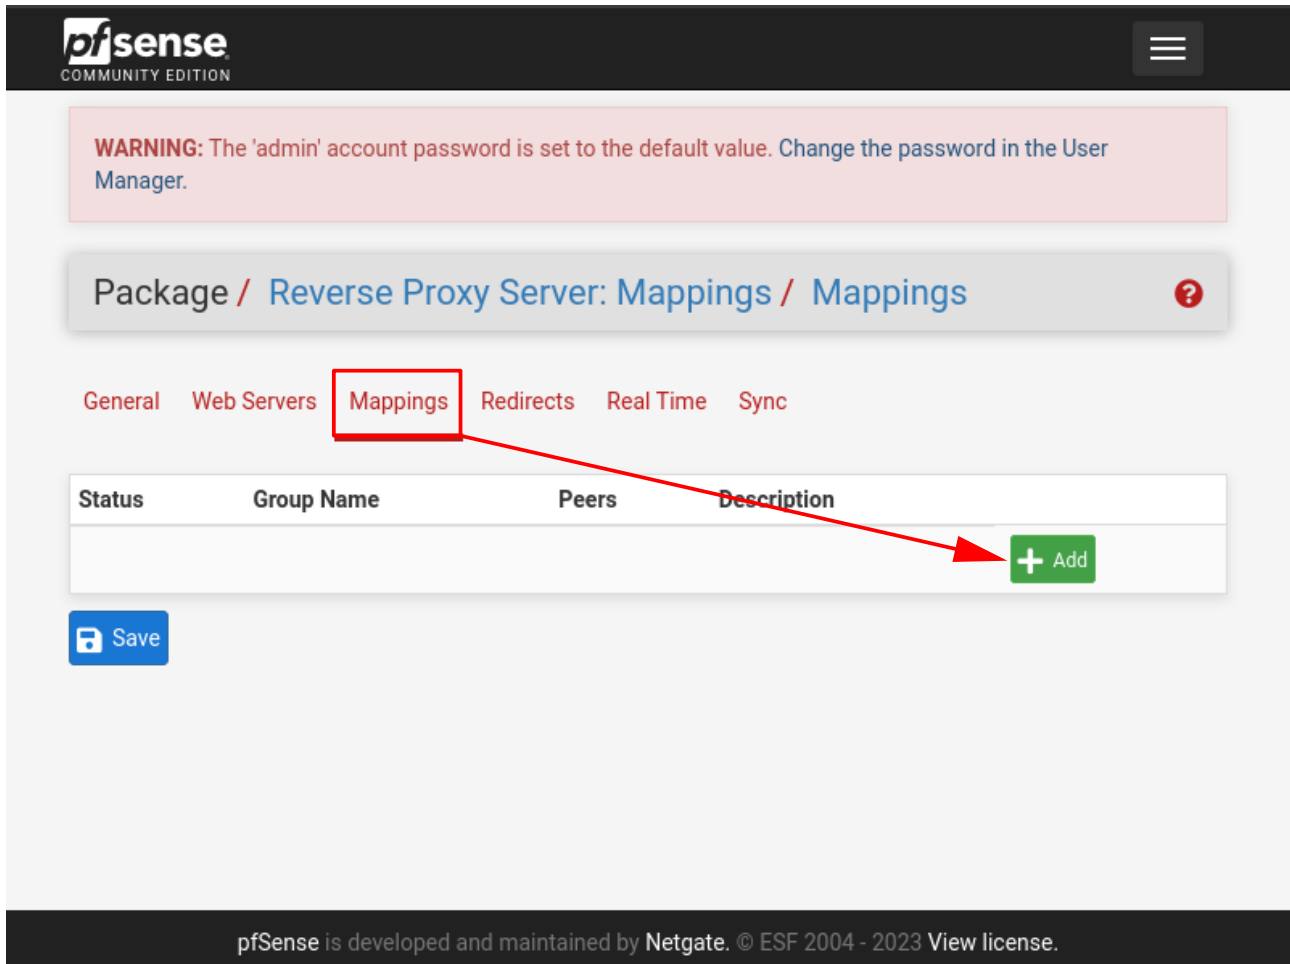 pfsense
COMMUNITY EDITION
WARNING: The 'admin' account password is set to the default value. Change the password in the User
Manager.
Package / Reverse Proxy Server: Mappings / Mappings
General Web Servers Mappings Redirects Real Time Sync
Status Group Name Peers Description
Add
Save
pfSense is developed and maintained by Netgate. © ESF 2004 - 2023 View license.